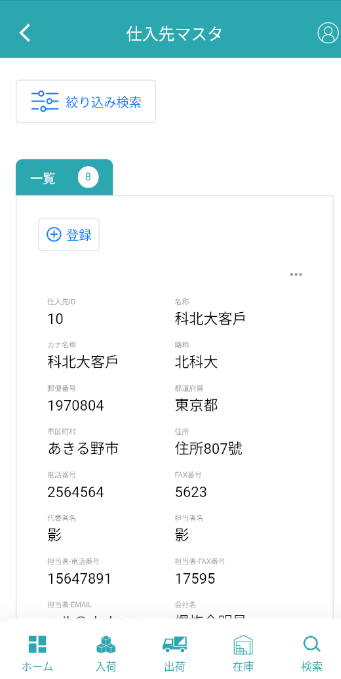 仕入先マスタ
絞り込み検索
一覧 8
登録
仕入先ID 名称
10 科北大客戶
カナ名称 略称
科北大客戶 北科大
郵便番号 都道府県
1970804 東京都
市区町村 住所
あきる野市 住所807號
電話番号 FAX番号
2564564 5623
代表者名 担当者名
影 影
担当者-電話番号 担当者-FAX番号
15647891 17595
担当者-EMAIL 会社名
ホーム 入荷 出荷 在庫 検索